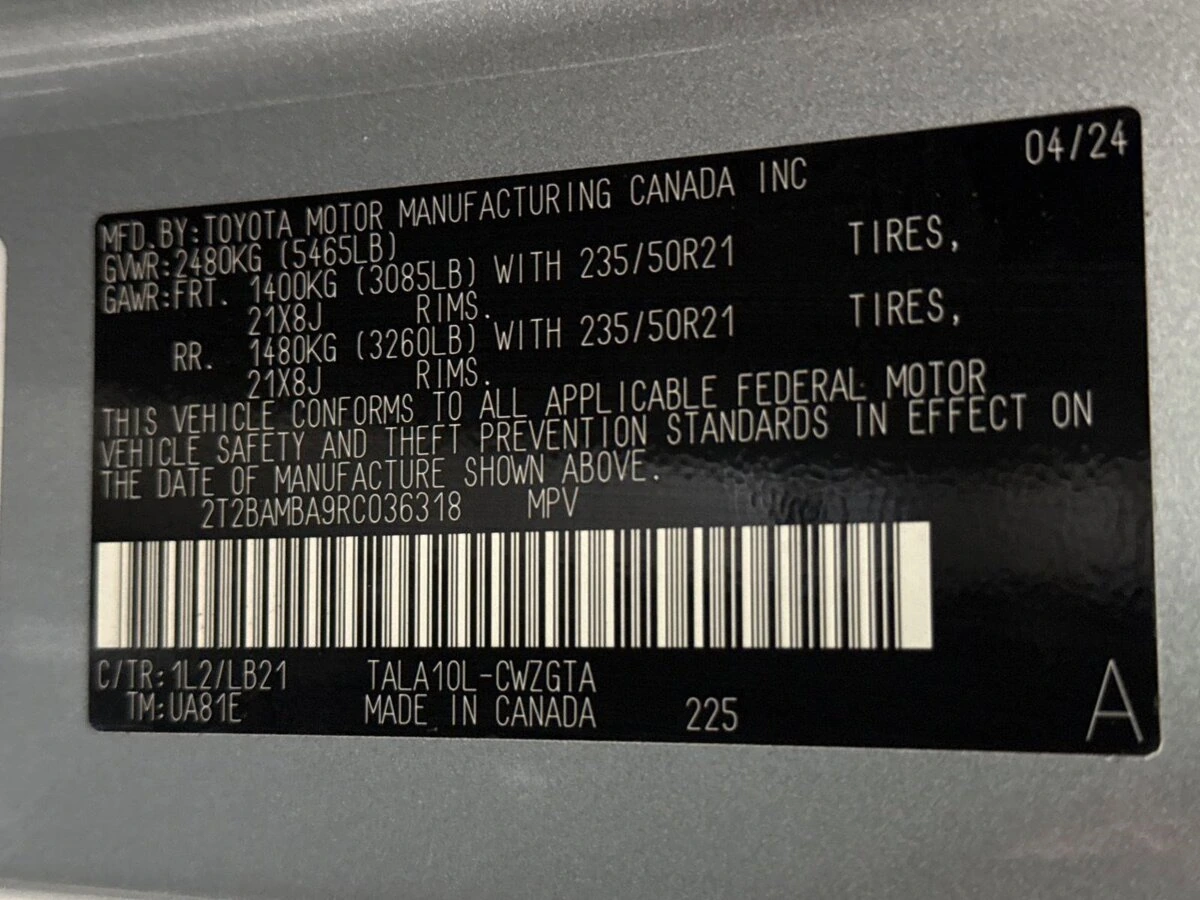 04/24
MFD.BY:TOYOTA MOTOR MANUFACTURING CANADA INC
GVWR:2480KG (5465LB)
GAWR:FRT. 1400KG (3085LB) WITH 235/50R21 TIRES,
21X8J RIMS.
RR. 1480KG (3260LB) WITH 235/50R21 TIRES,
21X8J RIMS.
THIS VEHICLE CONFORMS TO ALL APPLICABLE FEDERAL MOTOR
VEHICLE SAFETY AND THEFT PREVENTION STANDARDS IN EFFECT ON
THE DATE OF MANUFACTURE SHOWN ABOVE.
2T2BAMBA9RC036318 MPV
C/TR:1L2/LB21 TALA10L-CWZGTA
TM:UA81E MADE IN CANADA 225
A